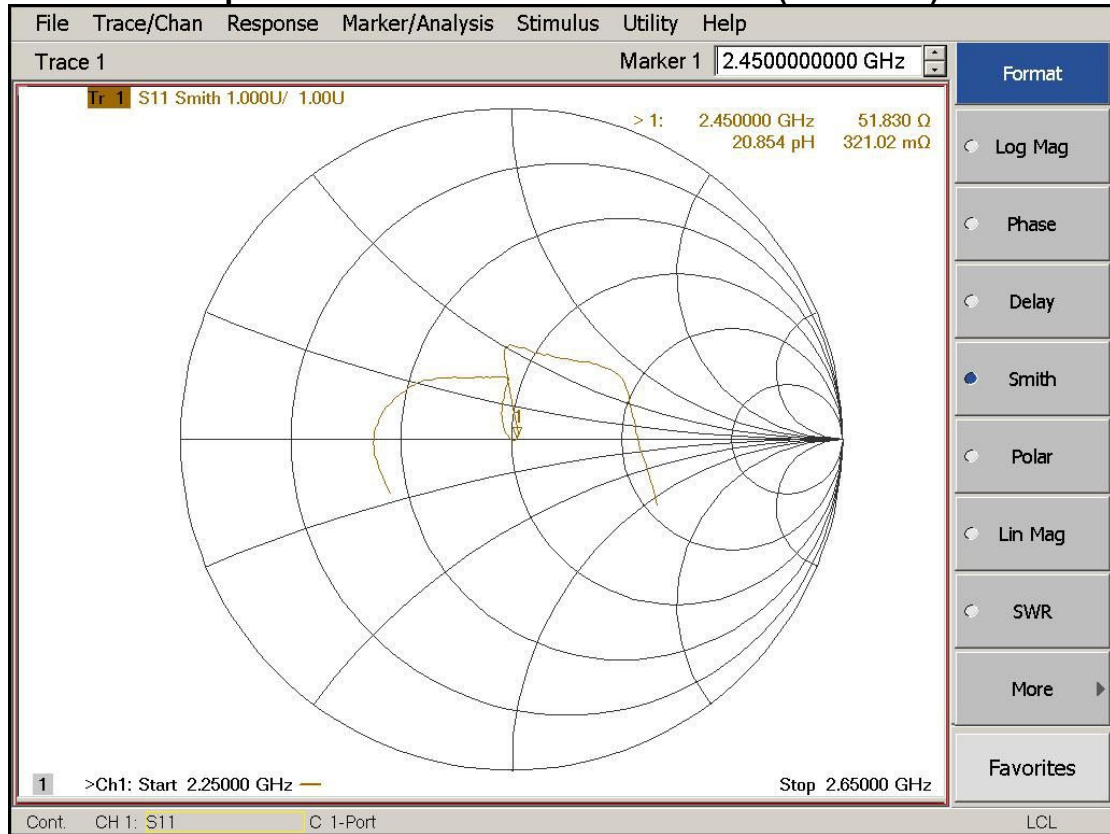 File Trace/Chan Response Marker/Analysis Stimulus Utility Help
Trace 1 Marker 1 2.4500000000 GHz
Tr 1 S11 Smith 1.000U/ 1.00U
> 1: 2.450000 GHz 51.830 Ω
20.854 pH 321.02 mΩ
1
1 >Ch1: Start 2.25000 GHz Stop 2.65000 GHz
Cont. CH 1: S11 C 1-Port LCL
Format
Log Mag
Phase
Delay
Smith
Polar
Lin Mag
SWR
More
Favorites